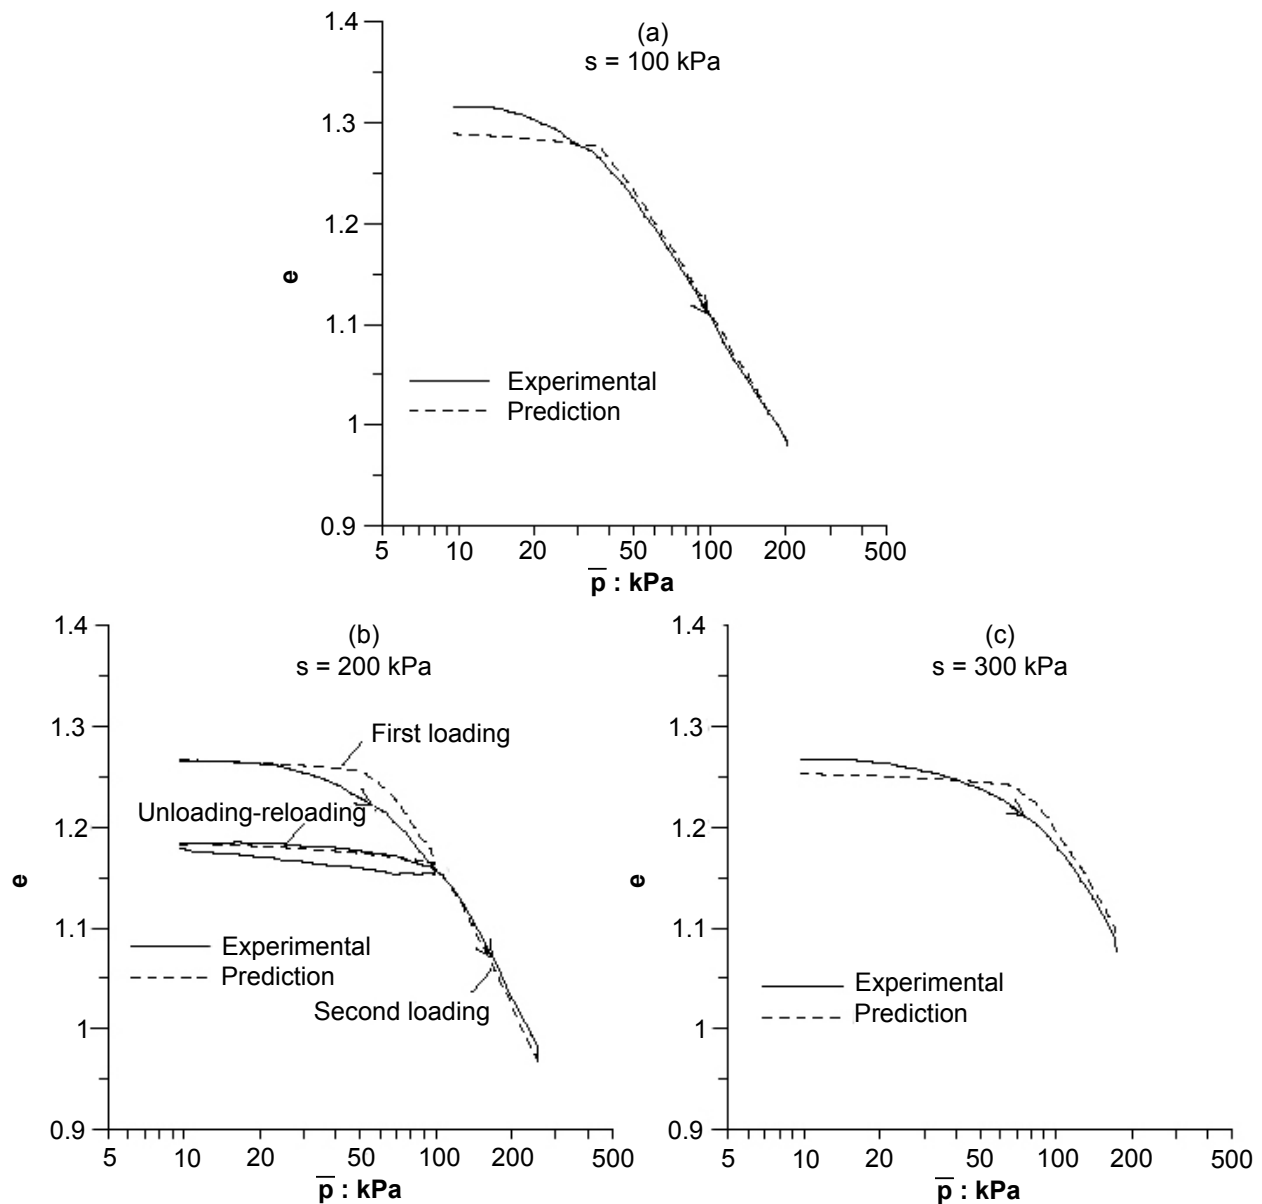 (a)
s = 100 kPa
1.4
1.3
1.2
1.1
1
0.9
e
Experimental
Prediction
5 10 20 50 100 200 500
p̅ : kPa
(b)
s = 200 kPa
1.4
1.3
1.2
1.1
1
0.9
e
First loading
Unloading-reloading
Experimental
Prediction
Second loading
5 10 20 50 100 200 500
p̅ : kPa
(c)
s = 300 kPa
1.4
1.3
1.2
1.1
1
0.9
e
Experimental
Prediction
5 10 20 50 100 200 500
p̅ : kPa